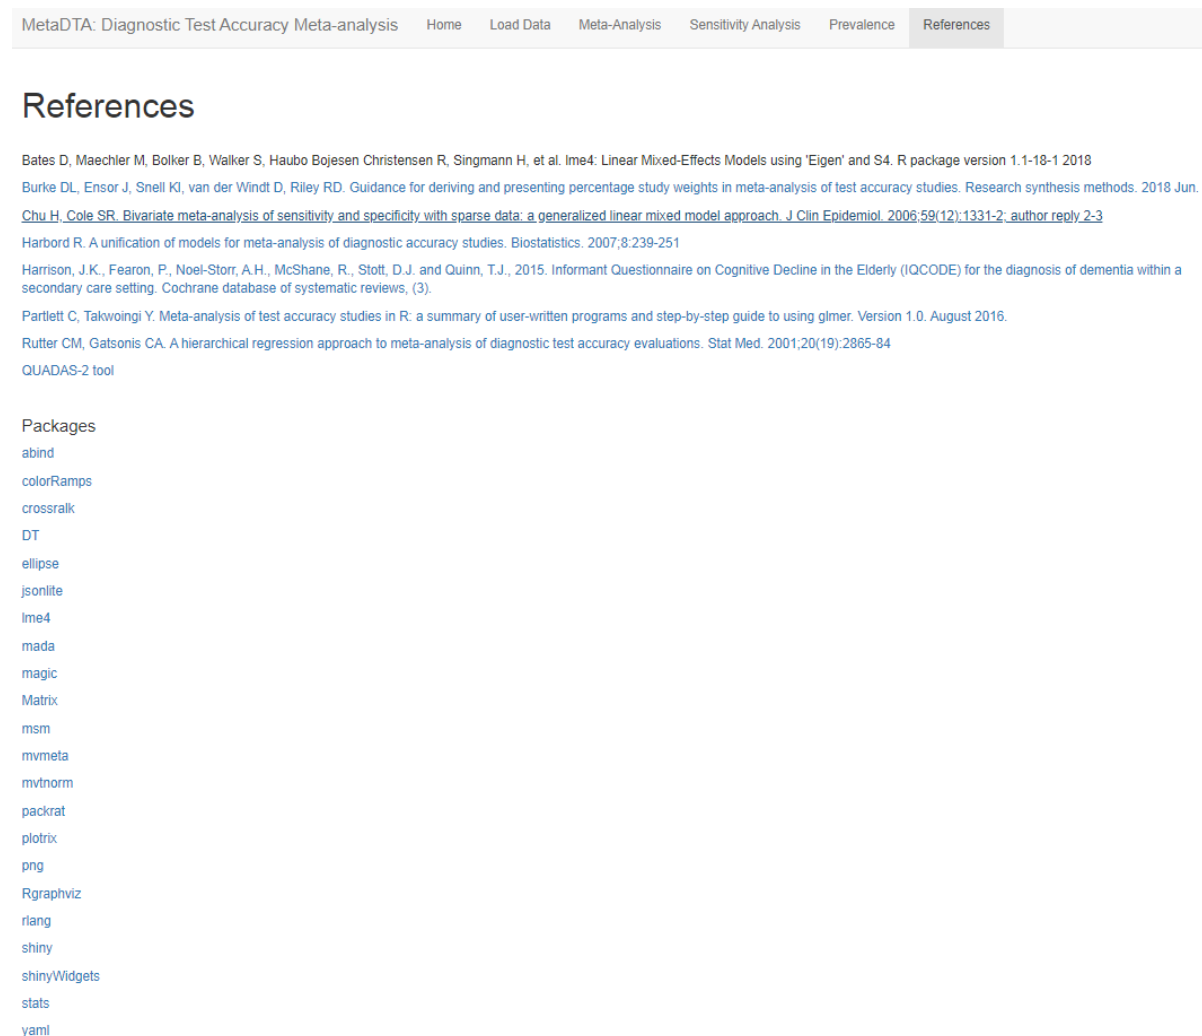 MetaDTA: Diagnostic Test Accuracy Meta-analysis Home Load Data Meta-Analysis Sensitivity Analysis Prevalence References
References
Bates D, Maechler M, Bolker B, Walker S, Haubo Bojesen Christensen R, Singmann H, et al. lme4: Linear Mixed-Effects Models using 'Eigen' and S4. R package version 1.1-18-1 2018
Burke DL, Ensor J, Snell KI, van der Windt D, Riley RD. Guidance for deriving and presenting percentage study weights in meta-analysis of test accuracy studies. Research synthesis methods. 2018 Jun.
Chu H, Cole SR. Bivariate meta-analysis of sensitivity and specificity with sparse data: a generalized linear mixed model approach. J Clin Epidemiol. 2006;59(12):1331-2; author reply 2-3
Harbord R. A unification of models for meta-analysis of diagnostic accuracy studies. Biostatistics. 2007;8:239-251
Harrison, J.K., Fearon, P., Noel-Storr, A.H., McShane, R., Stott, D.J. and Quinn, T.J., 2015. Informant Questionnaire on Cognitive Decline in the Elderly (IQCODE) for the diagnosis of dementia within a
secondary care setting. Cochrane database of systematic reviews, (3).
Partlett C, Takwoingi Y. Meta-analysis of test accuracy studies in R: a summary of user-written programs and step-by-step guide to using glmer. Version 1.0. August 2016.
Rutter CM, Gatsonis CA. A hierarchical regression approach to meta-analysis of diagnostic test accuracy evaluations. Stat Med. 2001;20(19):2865-84
QUADAS-2 tool
Packages
abind
colorRamps
crossralk
DT
ellipse
jsonlite
lme4
mada
magic
Matrix
msm
mvmeta
mvtnorm
packrat
plotrix
png
Rgraphviz
rlang
shiny
shinyWidgets
stats
yaml